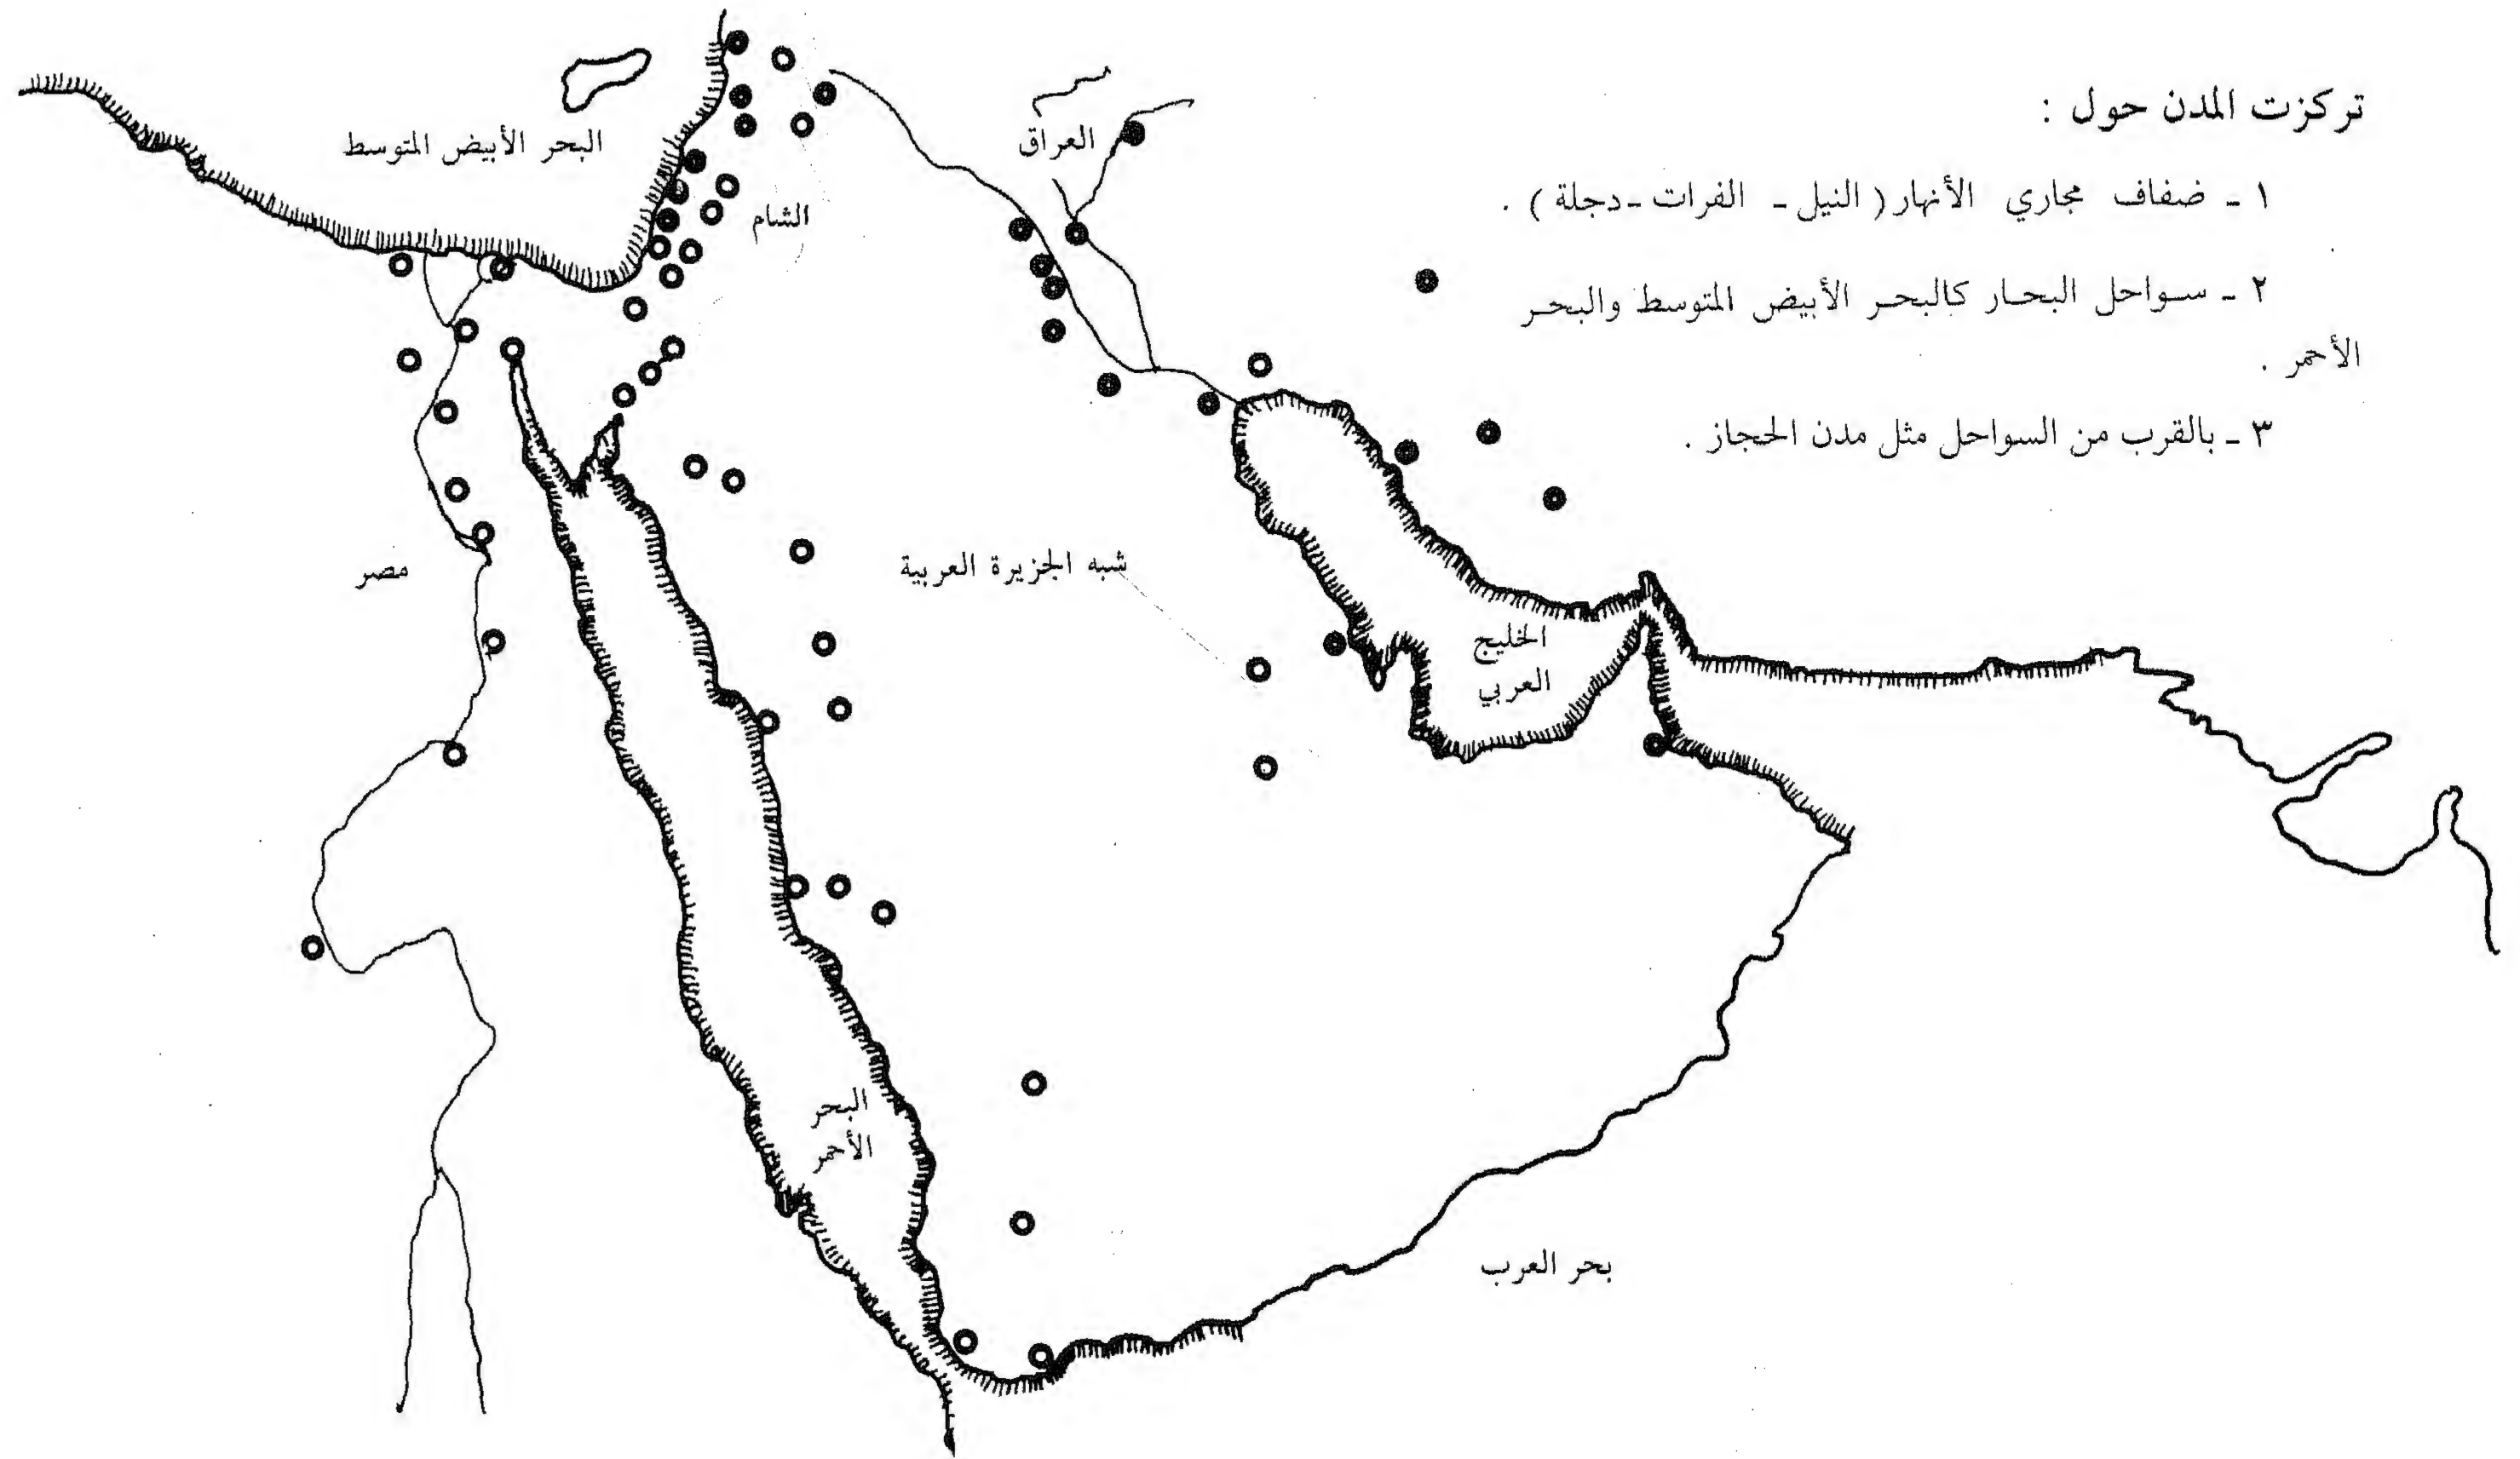 تركزت المدن حول :
١ - ضفاف مجاري الأنهار ( النيل - الفرات - دجلة ) .
٢ - سواحل البحار كالبحر الأبيض المتوسط والبحر
الأحمر .
٣ - بالقرب من السواحل مثل مدن الحجاز .
البحر الأبيض المتوسط
العراق
الشام
مصر
شبه الجزيرة العربية
الخليج
العربي
البحر
الأحمر
بحر العرب